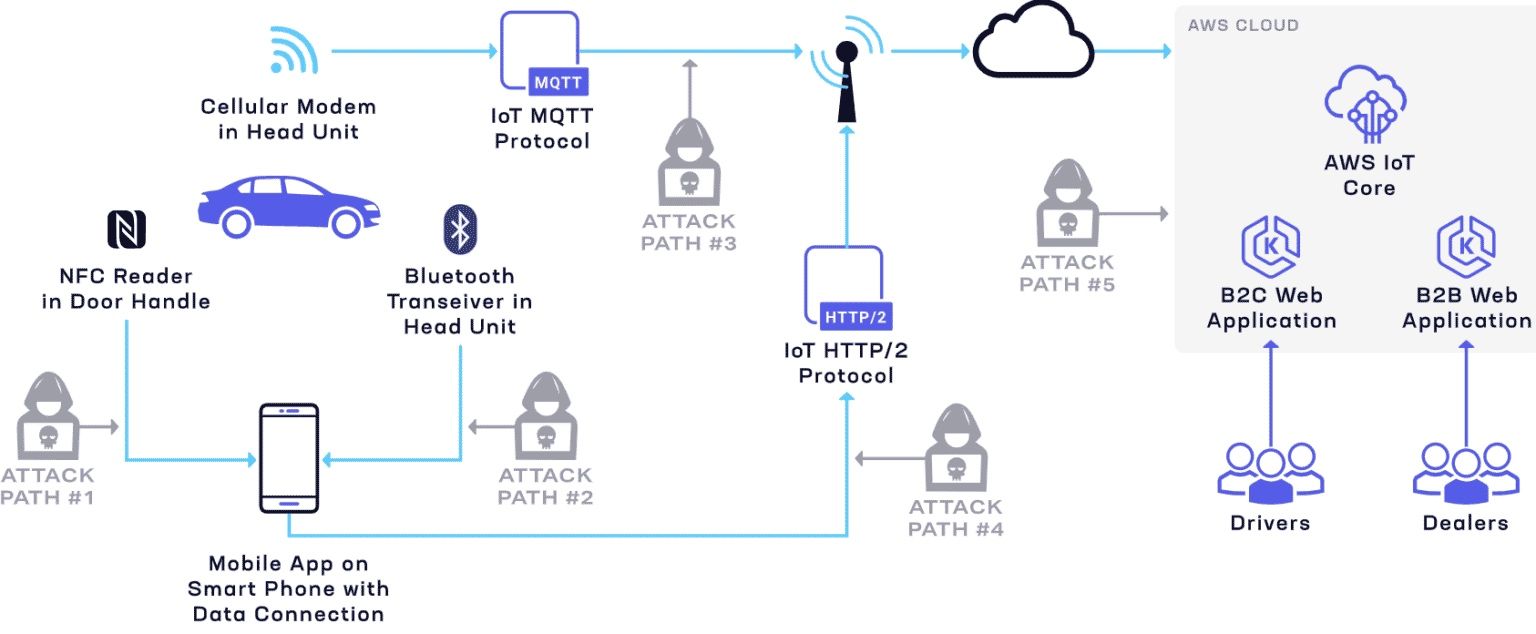 AWS CLOUD
MQTT
Cellular Modem
in Head Unit
IoT MQTT
Protocol
AWS IoT
Core
ATTACK
PATH #3
ATTACK
PATH #5
NFC Reader
in Door Handle
Bluetooth
Transeiver in
Head Unit
K
K
B2C Web
Application
B2B Web
Application
HTTP/2
IoT HTTP/2
Protocol
ATTACK
PATH #1
ATTACK
PATH #2
ATTACK
PATH #4
Drivers
Dealers
Mobile App on
Smart Phone with
Data Connection